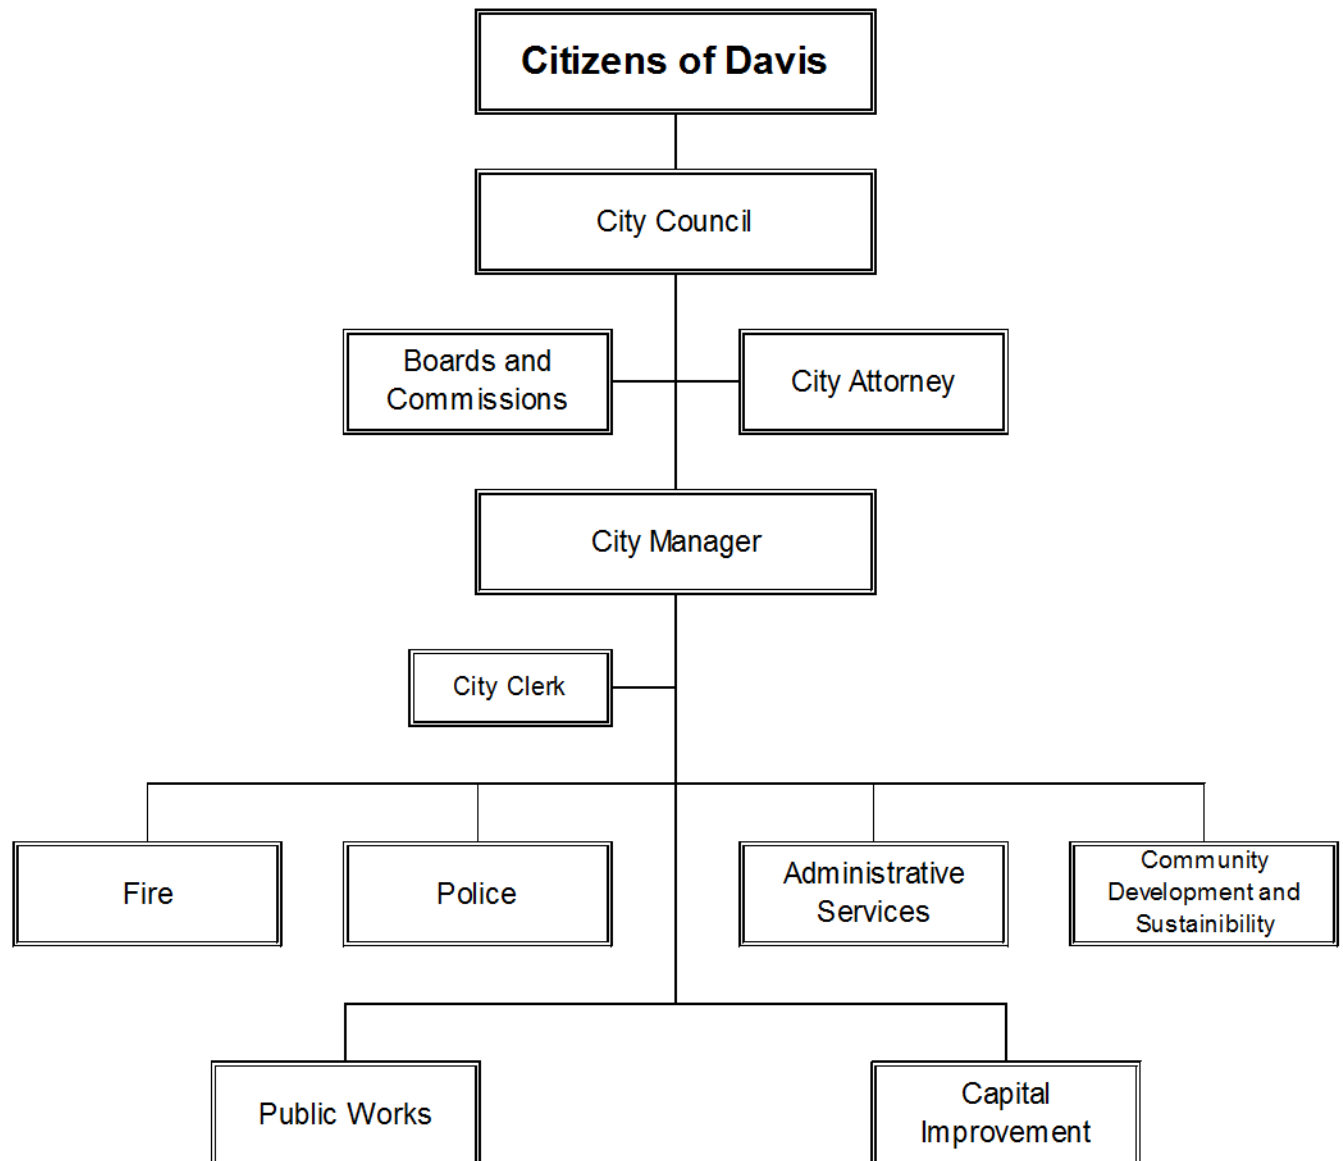 Citizens of Davis
City Council
Boards and
Commissions
City Attorney
City Manager
City Clerk
Fire
Police
Administrative
Services
Community
Development and
Sustainibility
Public Works
Capital
Improvement